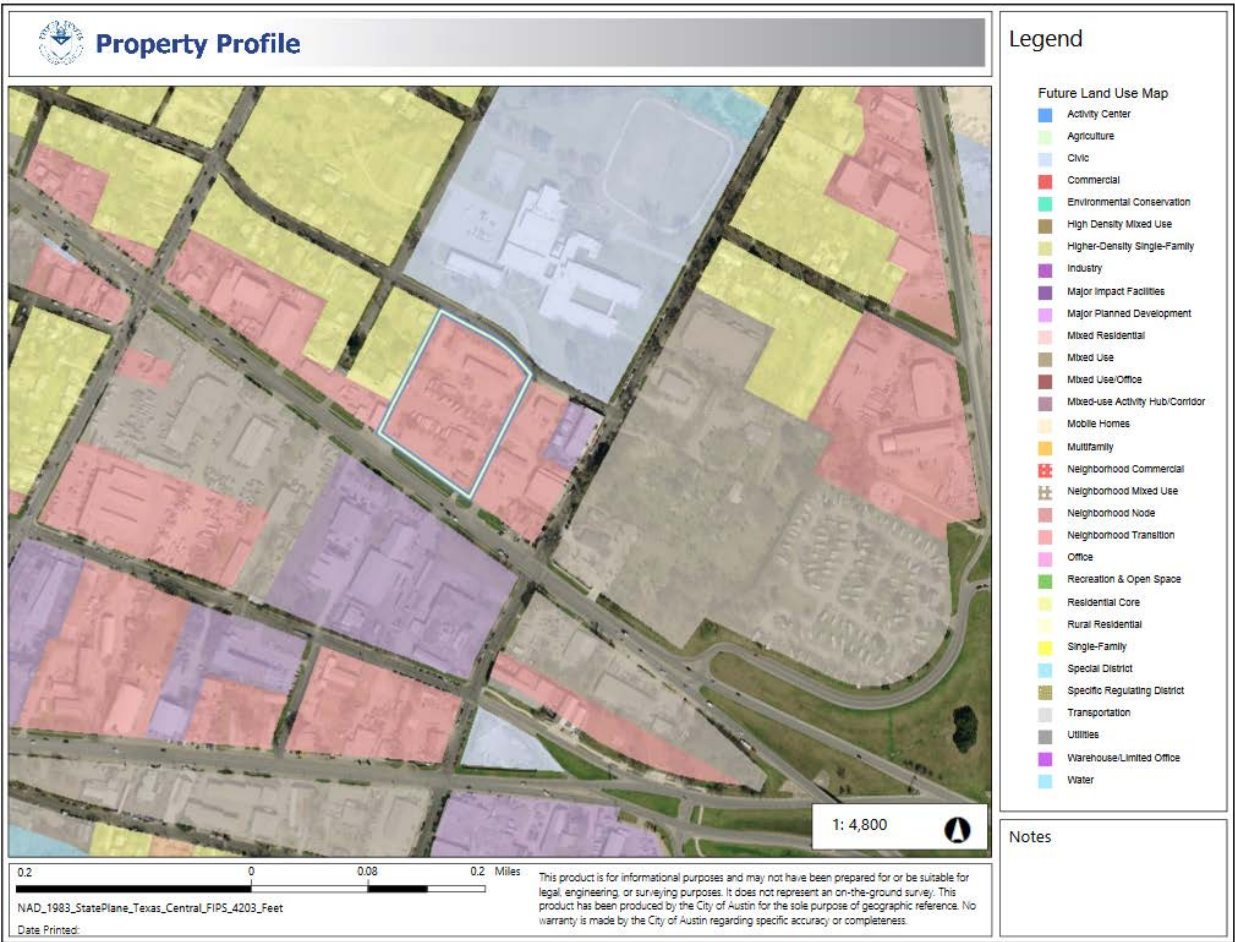 Property Profile
Legend
Future Land Use Map
Activity Center
Agriculture
Civic
Commercial
Environmental Conservation
High Density Mixed Use
Higher-Density Single-Family
Industry
Major Impact Facilities
Major Planned Development
Mixed Residential
Mixed Use
Mixed Use/Office
Mixed-use Activity Hub/Corridor
Mobile Homes
Multifamily
Neighborhood Commercial
Neighborhood Mixed Use
Neighborhood Node
Neighborhood Transition
Office
Recreation & Open Space
Residential Core
Rural Residential
Single-Family
Special District
Specific Regulating District
Transportation
Utilities
Warehouse/Limited Office
Water
1: 4,800
Notes
0.2 0 0.08 0.2 Miles
NAD_1983_StatePlane_Texas_Central_FIPS_4203_Feet
Date Printed:
This product is for informational purposes and may not have been prepared for or be suitable for
legal, engineering, or surveying purposes. It does not represent an on-the-ground survey. This
product has been produced by the City of Austin for the sole purpose of geographic reference. No
warranty is made by the City of Austin regarding specific accuracy or completeness.